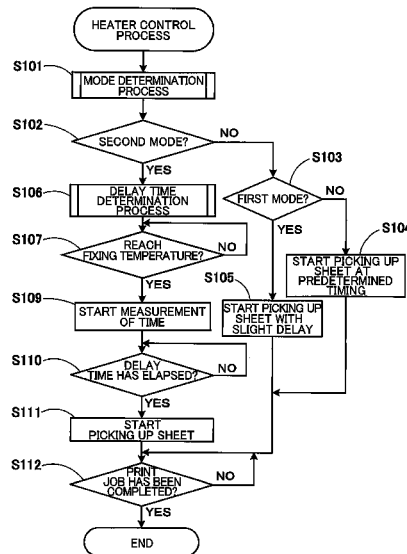 HEATER CONTROL
PROCESS
S101
MODE DETERMINATION
PROCESS
S102
SECOND MODE?
NO
YES
S103
FIRST MODE?
NO
YES
S106
DELAY TIME
DETERMINATION
PROCESS
S107
REACH
FIXING TEMPERATURE?
NO
YES
S104
START PICKING UP
SHEET AT
PREDETERMINED
TIMING
S105
START PICKING UP
SHEET WITH
SLIGHT DELAY
S109
START MEASUREMENT
OF TIME
S110
DELAY
TIME HAS ELAPSED?
NO
YES
S111
START
PICKING UP SHEET
S112
PRINT
JOB HAS BEEN
COMPLETED?
NO
YES
END